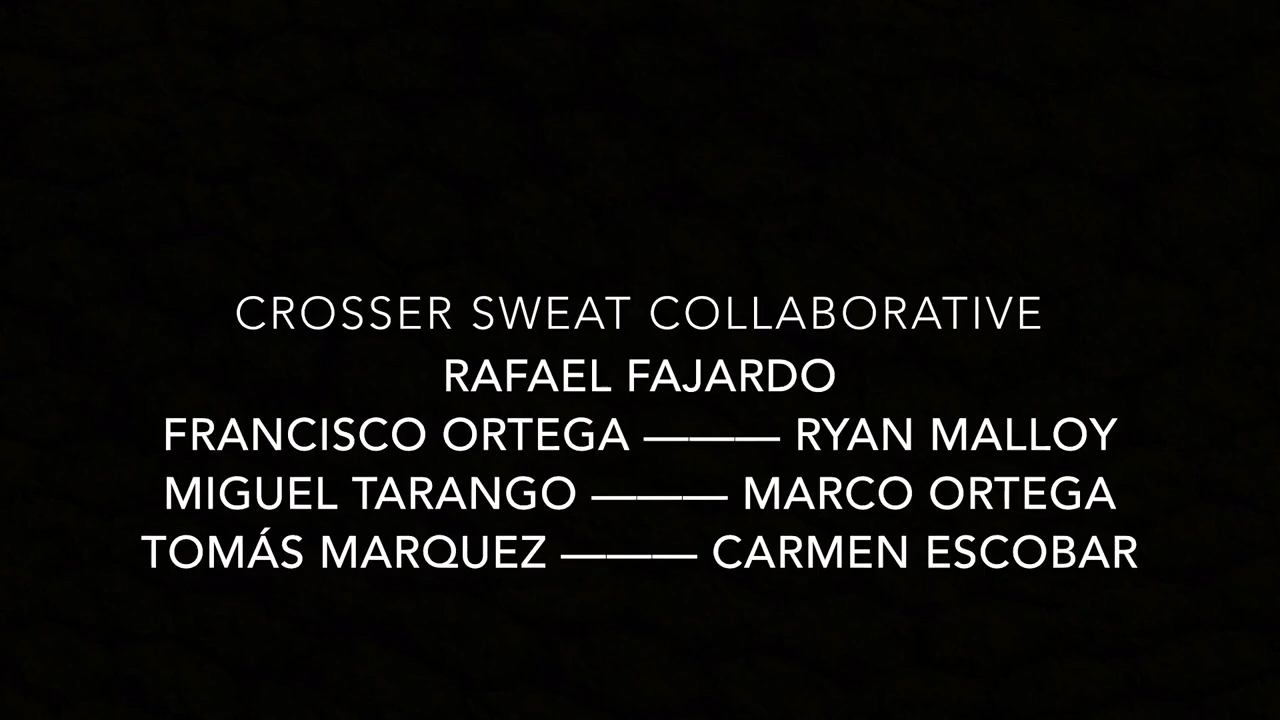 CROSSER SWEAT COLLABORATIVE
RAFAEL FAJARDO
FRANCISCO ORTEGA ——— RYAN MALLOY
MIGUEL TARANGO ——— MARCO ORTEGA
TOMÁS MARQUEZ ——— CARMEN ESCOBAR